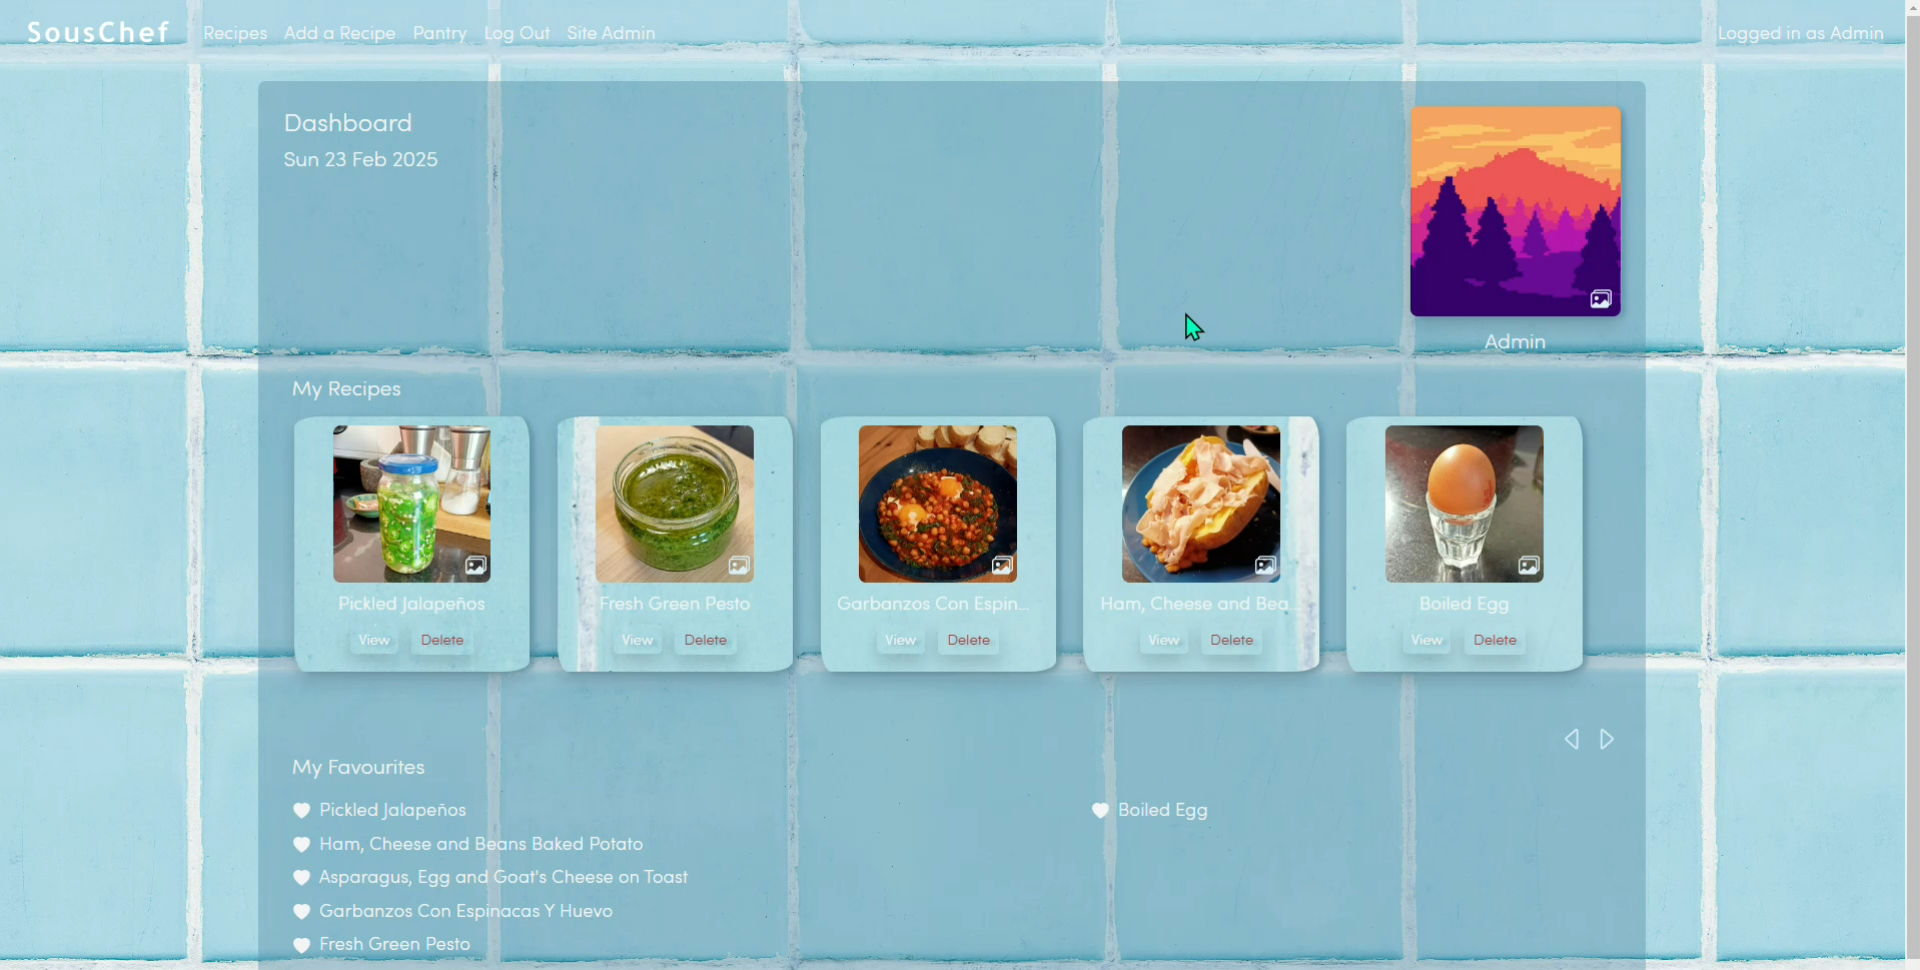 SousChef Recipes Add a Recipe Pantry Log Out Site Admin Logged in as Admin
Dashboard
Sun 23 Feb 2025
Admin
My Recipes
Pickled Jalapeños Fresh Green Pesto Garbanzos Con Espin... Ham, Cheese and Bea... Boiled Egg
View Delete View Delete View Delete View Delete View Delete
My Favourites
Pickled Jalapeños Boiled Egg
Ham, Cheese and Beans Baked Potato
Asparagus, Egg and Goat's Cheese on Toast
Garbanzos Con Espinacas Y Huevo
Fresh Green Pesto